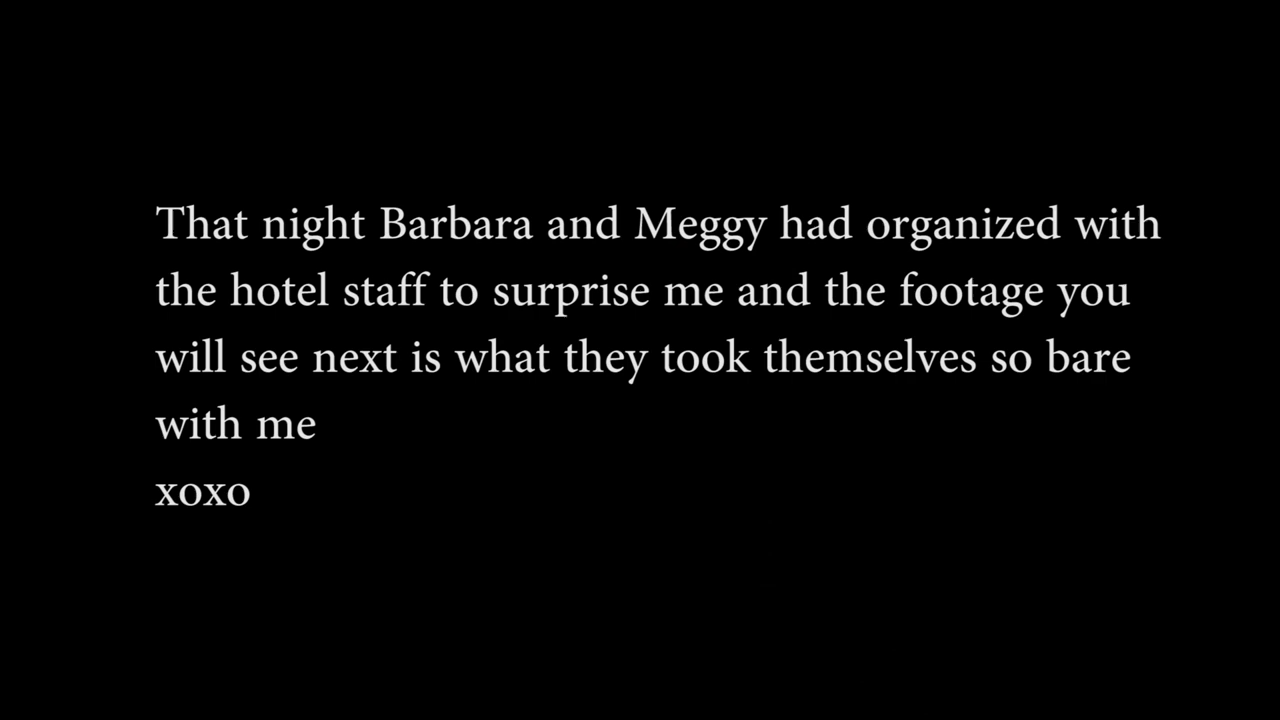 That night Barbara and Meggy had organized with
the hotel staff to surprise me and the footage you
will see next is what they took themselves so bare
with me
xoxo